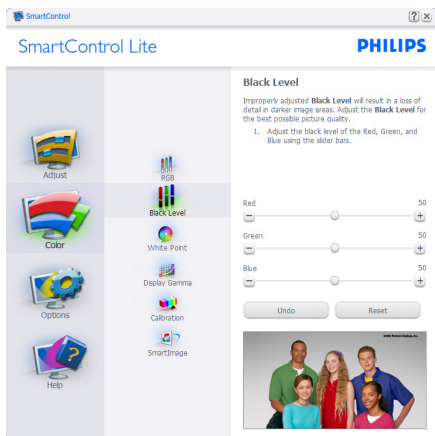 SmartControl
SmartControl Lite
PHILIPS
Adjust
Color
Options
Help
RGB
Black Level
White Point
Display Gamma
Calibration
SmartImage
Black Level
Improperly adjusted Black Level will result in a loss of
detail in darker image areas. Adjust the Black Level for
the best possible picture quality.
1. Adjust the black level of the Red, Green, and
Blue using the slider bars.
Red 50
Green 50
Blue 50
Undo Reset